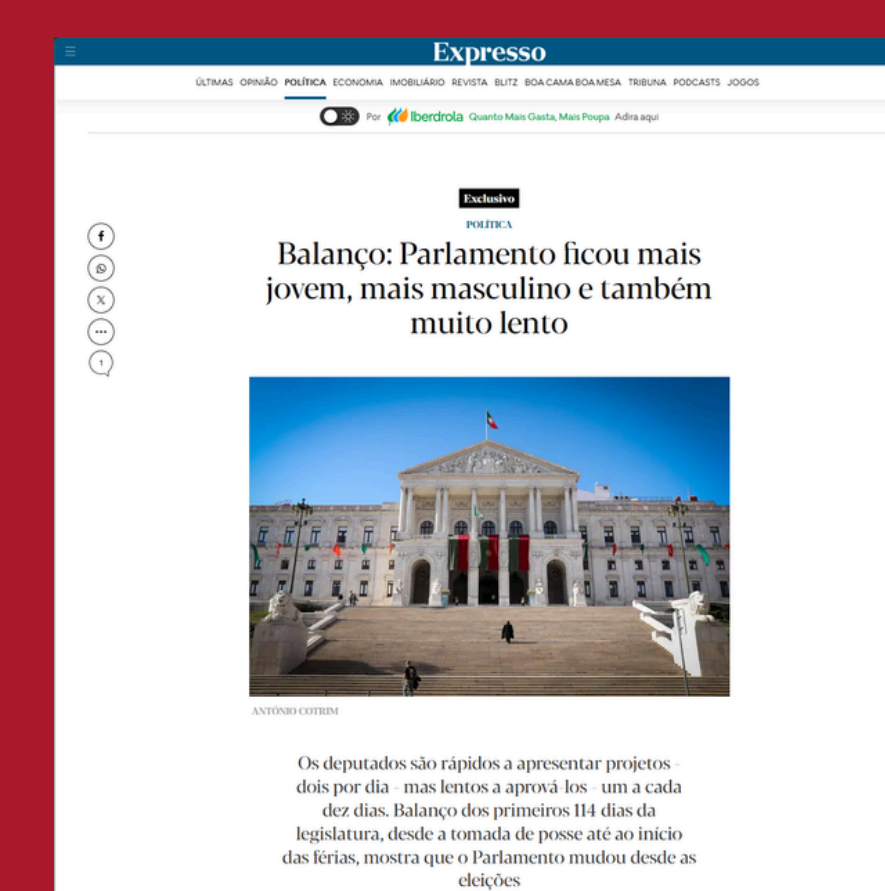 Expresso
ÚLTIMAS OPINIÃO POLÍTICA ECONOMIA IMOBILIÁRIO REVISTA BLITZ BOA CAMA BOA MESA TRIBUNA PODCASTS JOGOS
Por Iberdrola Quanto Mais Gasta, Mais Poupa Adira aqui
Exclusivo
POLÍTICA
Balanço: Parlamento ficou mais
jovem, mais masculino e também
muito lento
1
ANTÓNIO COTRIM
Os deputados são rápidos a apresentar projetos -
dois por dia - mas lentos a aprová-los - um a cada
dez dias. Balanço dos primeiros 114 dias da
legislatura, desde a tomada de posse até ao início
das férias, mostra que o Parlamento mudou desde as
eleições